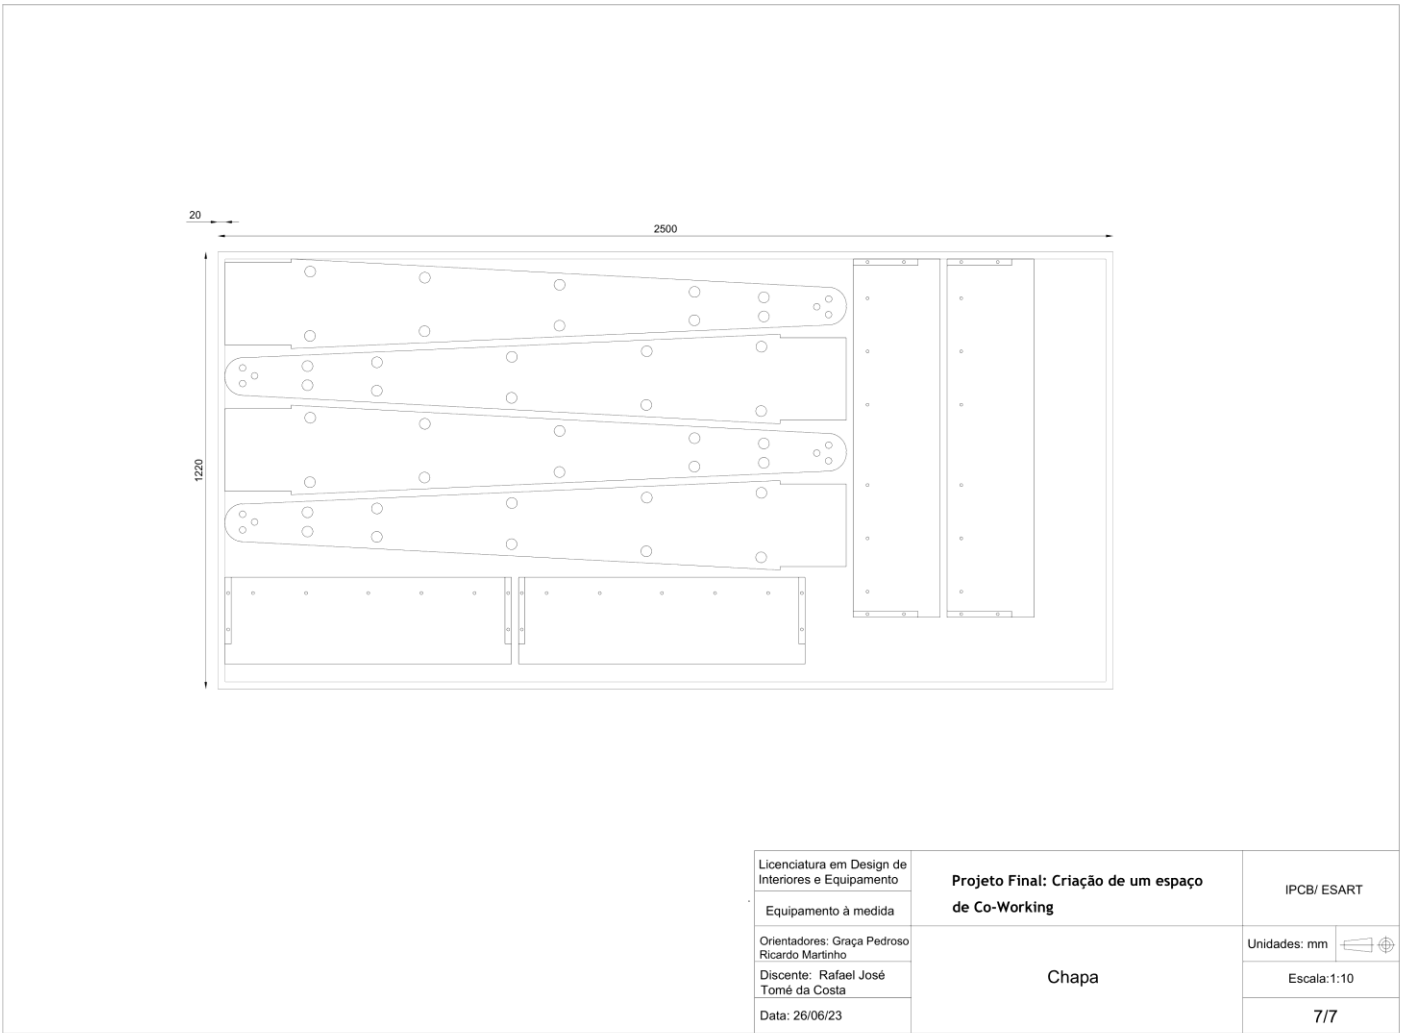 20
2500
1220
Licenciatura em Design de
Interiores e Equipamento
Equipamento à medida
Orientadores: Graça Pedroso
Ricardo Martinho
Discente: Rafael José
Tomé da Costa
Data: 26/06/23
Projeto Final: Criação de um espaço
de Co-Working
Chapa
IPCB/ ESART
Unidades: mm
Escala:1:10
7/7